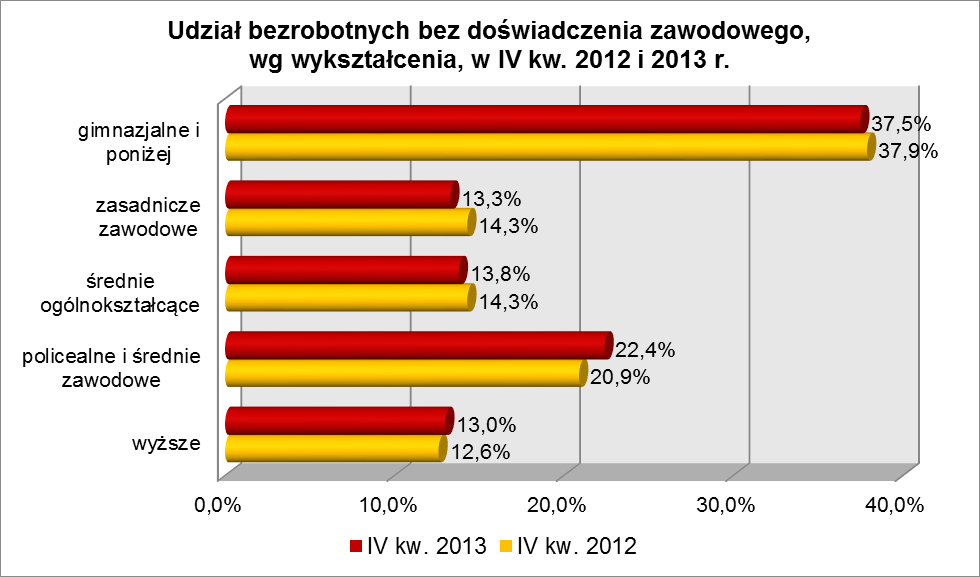 Udział bezrobotnych bez doświadczenia zawodowego,
wg wykształcenia, w IV kw. 2012 i 2013 r.
gimnazjalne i
poniżej
37,5%
37,9%
zasadnicze
zawodowe
13,3%
14,3%
średnie
ogólnokształcące
13,8%
14,3%
policealne i średnie
zawodowe
22,4%
20,9%
wyższe
13,0%
12,6%
0,0% 10,0% 20,0% 30,0% 40,0%
IV kw. 2013 IV kw. 2012